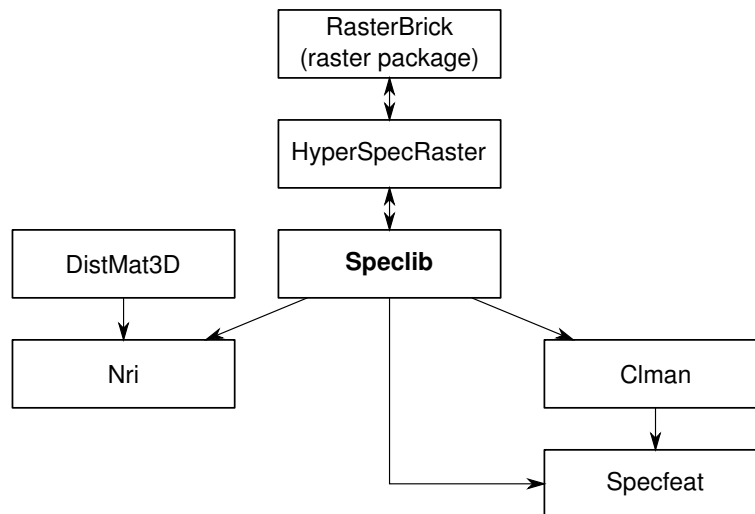 RasterBrick
(raster package)
HyperSpecRaster
DistMat3D
Speclib
Nri
Clman
Specfeat